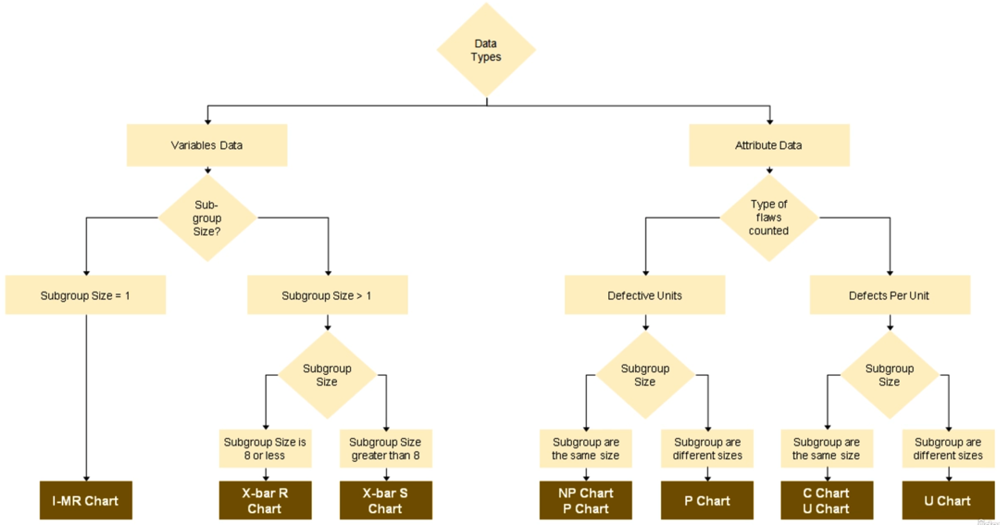 Data
Types
Variables Data
Attribute Data
Sub-
group
Size?
Type of
flaws
counted
Subgroup Size = 1
Subgroup Size > 1
Defective Units
Defects Per Unit
Subgroup
Size
Subgroup
Size
Subgroup
Size
Subgroup Size is
8 or less
Subgroup Size
greater than 8
Subgroup are
the same size
Subgroup are
different sizes
Subgroup are
the same size
Subgroup are
different sizes
I-MR Chart
X-bar R
Chart
X-bar S
Chart
NP Chart
P Chart
P Chart
C Chart
U Chart
U Chart